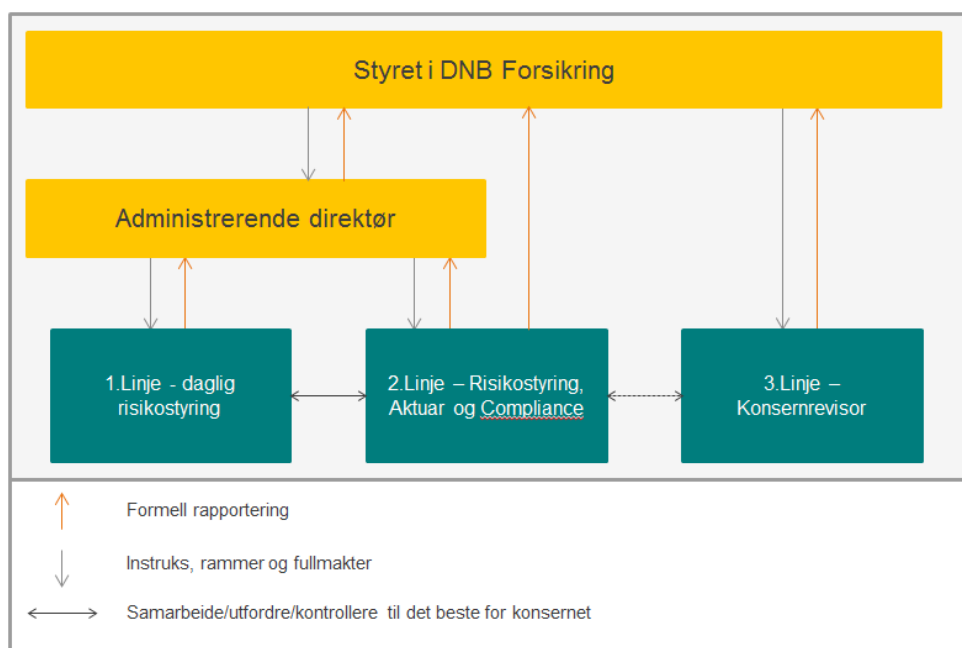 Styret i DNB Forsikring
Administrerende direktør
1.Linje - daglig
risikostyring
2.Linje – Risikostyring,
Aktuar og Compliance
3.Linje –
Konsernrevisor
Formell rapportering
Instruks, rammer og fullmakter
Samarbeide/utfordre/kontrollere til det beste for konsernet